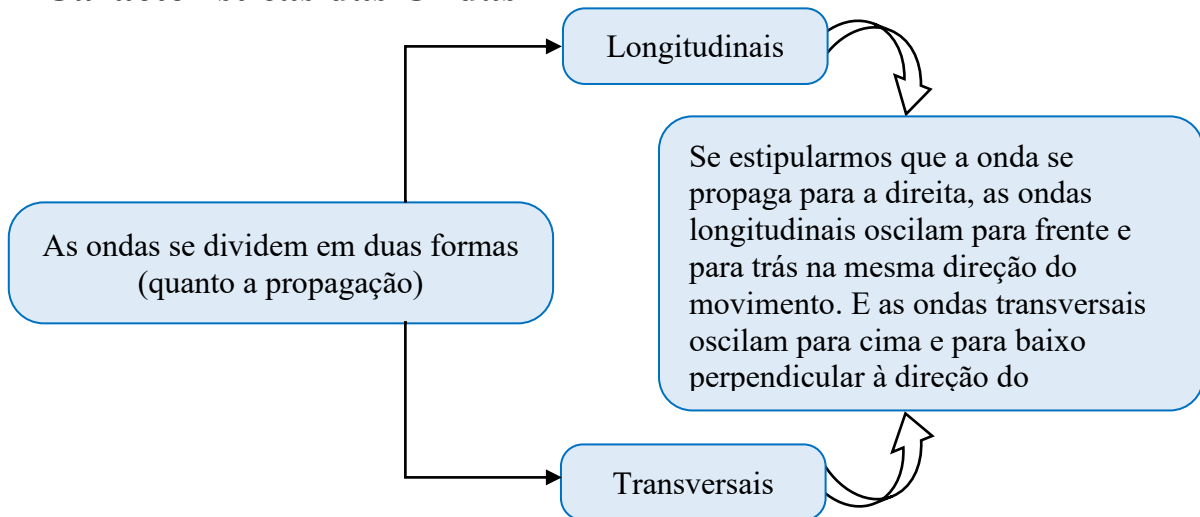 Longitudinais
Se estipularmos que a onda se
propaga para a direita, as ondas
longitudinais oscilam para frente e
para trás na mesma direção do
movimento. E as ondas transversais
oscilam para cima e para baixo
perpendicular à direção do
As ondas se dividem em duas formas
(quanto a propagação)
Transversais